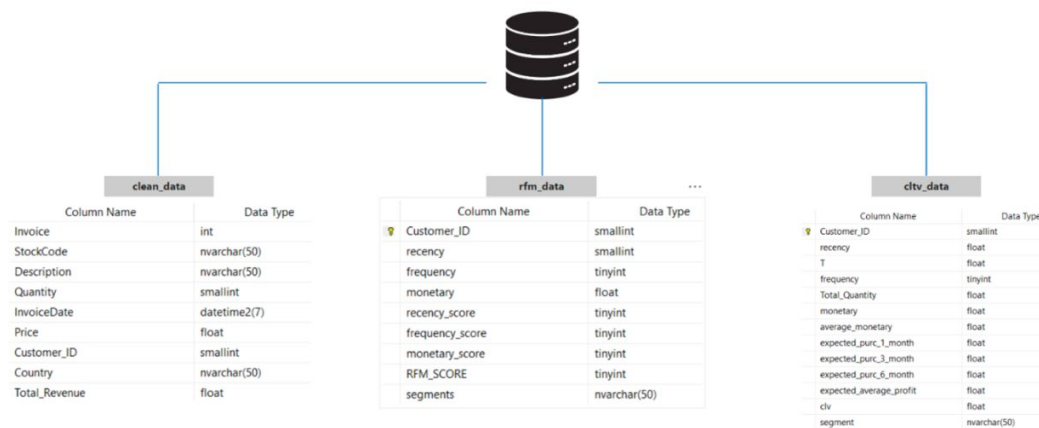 clean_data
Column Name Data Type
Invoice int
StockCode nvarchar(50)
Description nvarchar(50)
Quantity smallint
InvoiceDate datetime2(7)
Price float
Customer_ID smallint
Country nvarchar(50)
Total_Revenue float
rfm_data
Column Name Data Type
Customer_ID smallint
recency smallint
frequency tinyint
monetary float
recency_score tinyint
frequency_score tinyint
monetary_score tinyint
RFM_SCORE tinyint
segments nvarchar(50)
cltv_data
Column Name Data Type
Customer_ID smallint
recency float
T float
frequency tinyint
Total_Quantity float
monetary float
average_monetary float
expected_purc_1_month float
expected_purc_3_month float
expected_purc_6_month float
expected_average_profit float
clv float
segment nvarchar(50)